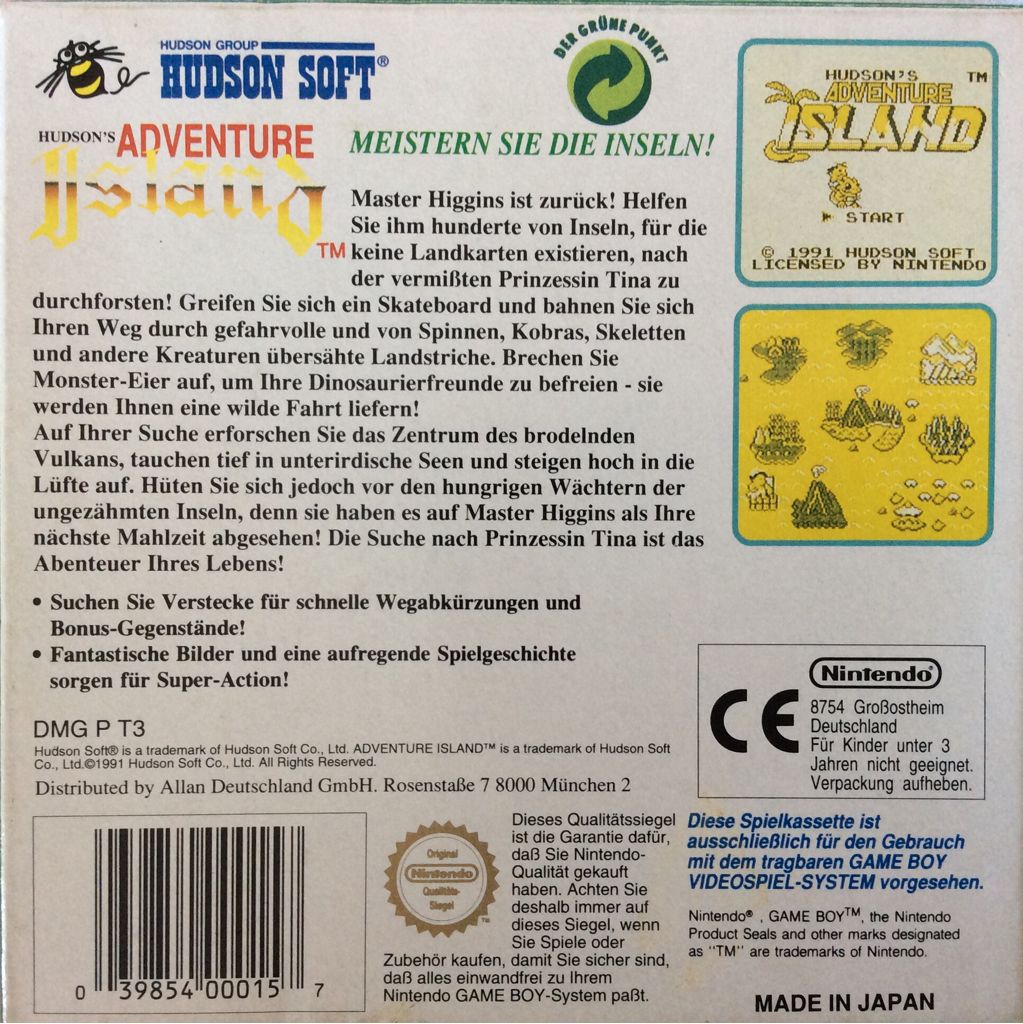 HUDSON GROUP
HUDSON SOFT®
DER GRÜNE PUNKT
HUDSON'S ADVENTURE
Island
TM
MEISTERN SIE DIE INSELN!
Master Higgins ist zurück! Helfen
Sie ihm hunderte von Inseln, für die
keine Landkarten existieren, nach
der vermißten Prinzessin Tina zu
durchforsten! Greifen Sie sich ein Skateboard und bahnen Sie sich
Ihren Weg durch gefahrvolle und von Spinnen, Kobras, Skeletten
und andere Kreaturen übersähte Landstriche. Brechen Sie
Monster-Eier auf, um Ihre Dinosaurierfreunde zu befreien - sie
werden Ihnen eine wilde Fahrt liefern!
Auf Ihrer Suche erforschen Sie das Zentrum des brodelnden
Vulkans, tauchen tief in unterirdische Seen und steigen hoch in die
Lüfte auf. Hüten Sie sich jedoch vor den hungrigen Wächtern der
ungezähmten Inseln, denn sie haben es auf Master Higgins als Ihre
nächste Mahlzeit abgesehen! Die Suche nach Prinzessin Tina ist das
Abenteuer Ihres Lebens!
• Suchen Sie Verstecke für schnelle Wegabkürzungen und
Bonus-Gegenstände!
• Fantastische Bilder und eine aufregende Spielgeschichte
sorgen für Super-Action!
HUDSON'S TM
ADVENTURE
ISLAND
START
© 1991 HUDSON SOFT
LICENSED BY NINTENDO
DMG P T3
Hudson Soft® is a trademark of Hudson Soft Co., Ltd. ADVENTURE ISLAND™ is a trademark of Hudson Soft
Co., Ltd.©1991 Hudson Soft Co., Ltd. All Rights Reserved.
Distributed by Allan Deutschland GmbH. Rosenstaße 7 8000 München 2
CE
Nintendo®
8754 Großostheim
Deutschland
Für Kinder unter 3
Jahren nicht geeignet.
Verpackung aufheben.
0 39854 00015 7
Original
Nintendo
Qualitäts-
Siegel
TM
Dieses Qualitätssiegel
ist die Garantie dafür,
daß Sie Nintendo-
Qualität gekauft
haben. Achten Sie
deshalb immer auf
dieses Siegel, wenn
Sie Spiele oder
Zubehör kaufen, damit Sie sicher sind,
daß alles einwandfrei zu Ihrem
Nintendo GAME BOY-System paßt.
Diese Spielkassette ist
ausschließlich für den Gebrauch
mit dem tragbaren GAME BOY
VIDEOSPIEL-SYSTEM vorgesehen.
Nintendo® , GAME BOY™, the Nintendo
Product Seals and other marks designated
as "TM" are trademarks of Nintendo.
MADE IN JAPAN